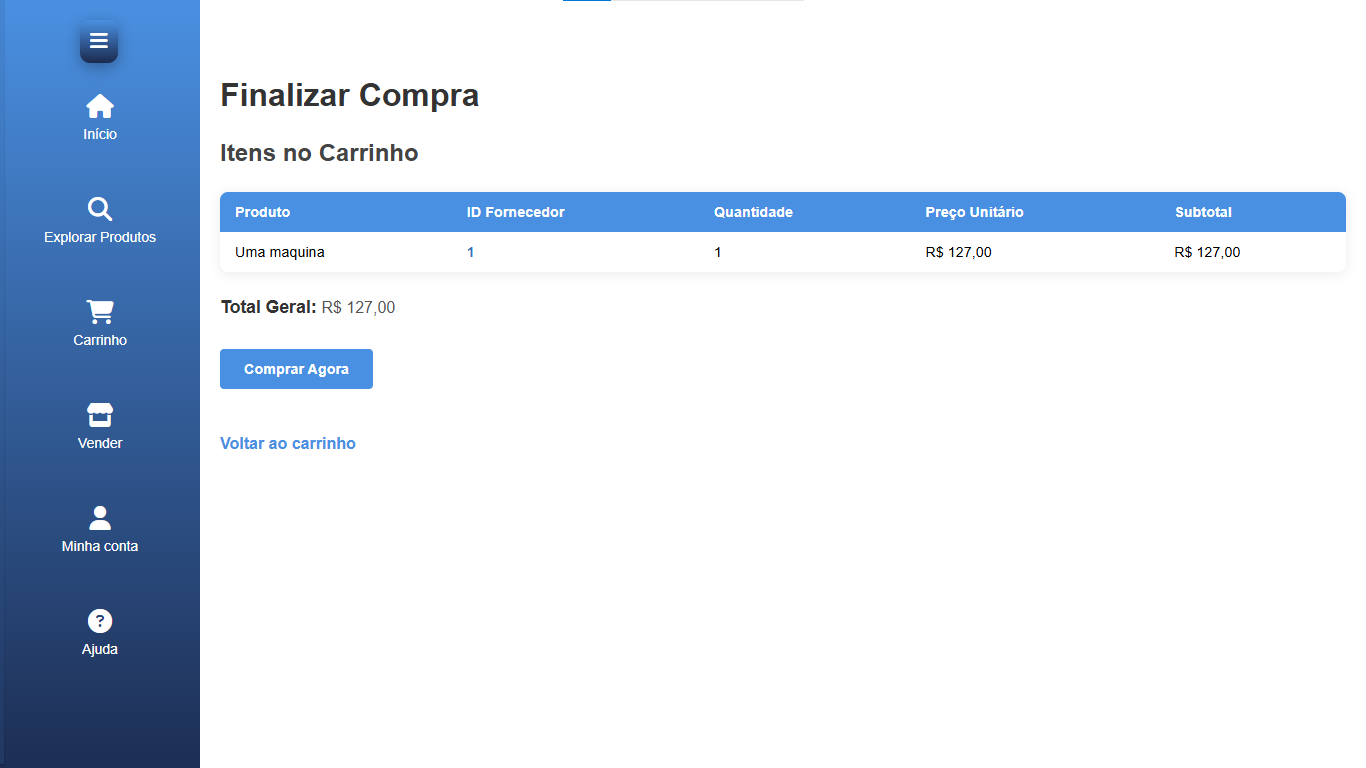 Início
Explorar Produtos
Carrinho
Vender
Minha conta
Ajuda
Finalizar Compra
Itens no Carrinho
Produto ID Fornecedor Quantidade Preço Unitário Subtotal
Uma maquina 1 1 R$ 127,00 R$ 127,00
Total Geral: R$ 127,00
Comprar Agora
Voltar ao carrinho